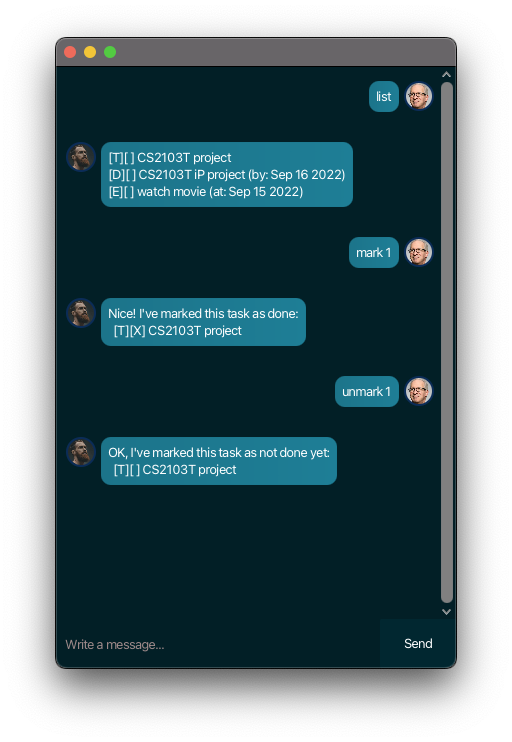 list
[T][ ] CS2103T project
[D][ ] CS2103T iP project (by: Sep 16 2022)
[E][ ] watch movie (at: Sep 15 2022)
mark 1
Nice! I've marked this task as done:
[T][X] CS2103T project
unmark 1
OK, I've marked this task as not done yet:
[T][ ] CS2103T project
Write a message...
Send